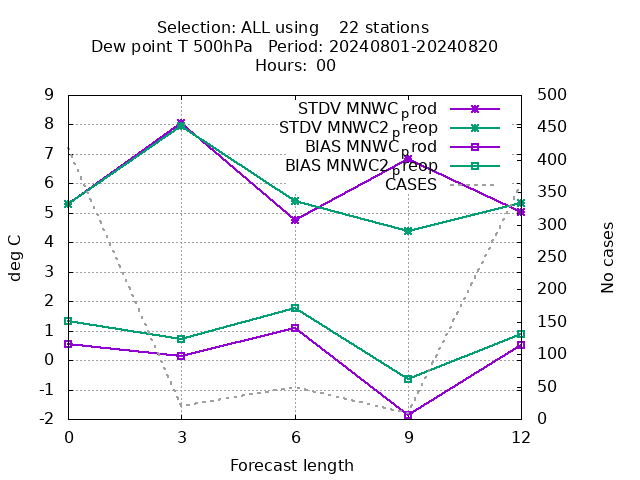 Selection: ALL using    22 stations
Dew point T 500hPa   Period: 20240801-20240820
Hours:  00
STDV MNWC_prod
STDV MNWC2_preop
BIAS MNWC_prod
BIAS MNWC2_preop
CASES
deg C
No cases
9
8
7
6
5
4
3
2
1
0
-1
-2
500
450
400
350
300
250
200
150
100
50
0
0 3 6 9 12
Forecast length